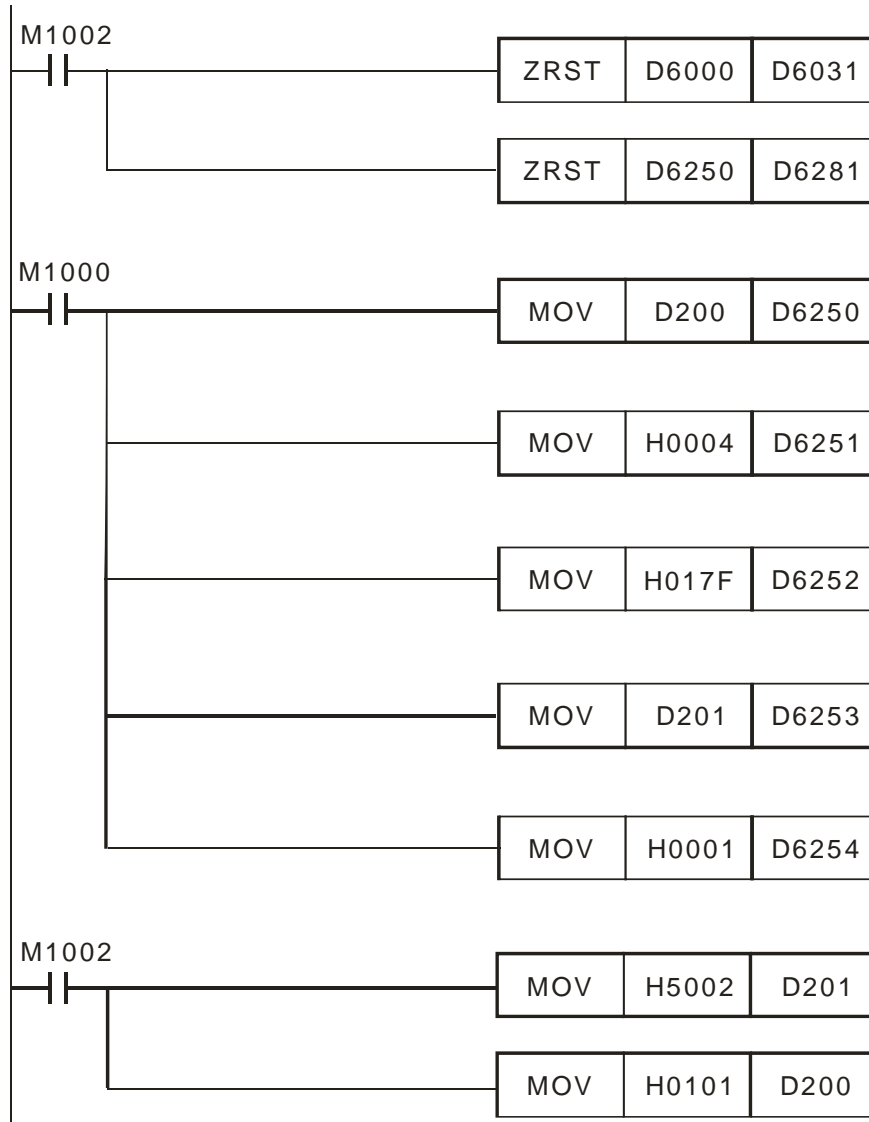 M1002
ZRST D6000 D6031
ZRST D6250 D6281
M1000
MOV D200 D6250
MOV H0004 D6251
MOV H017F D6252
MOV D201 D6253
MOV H0001 D6254
M1002
MOV H5002 D201
MOV H0101 D200